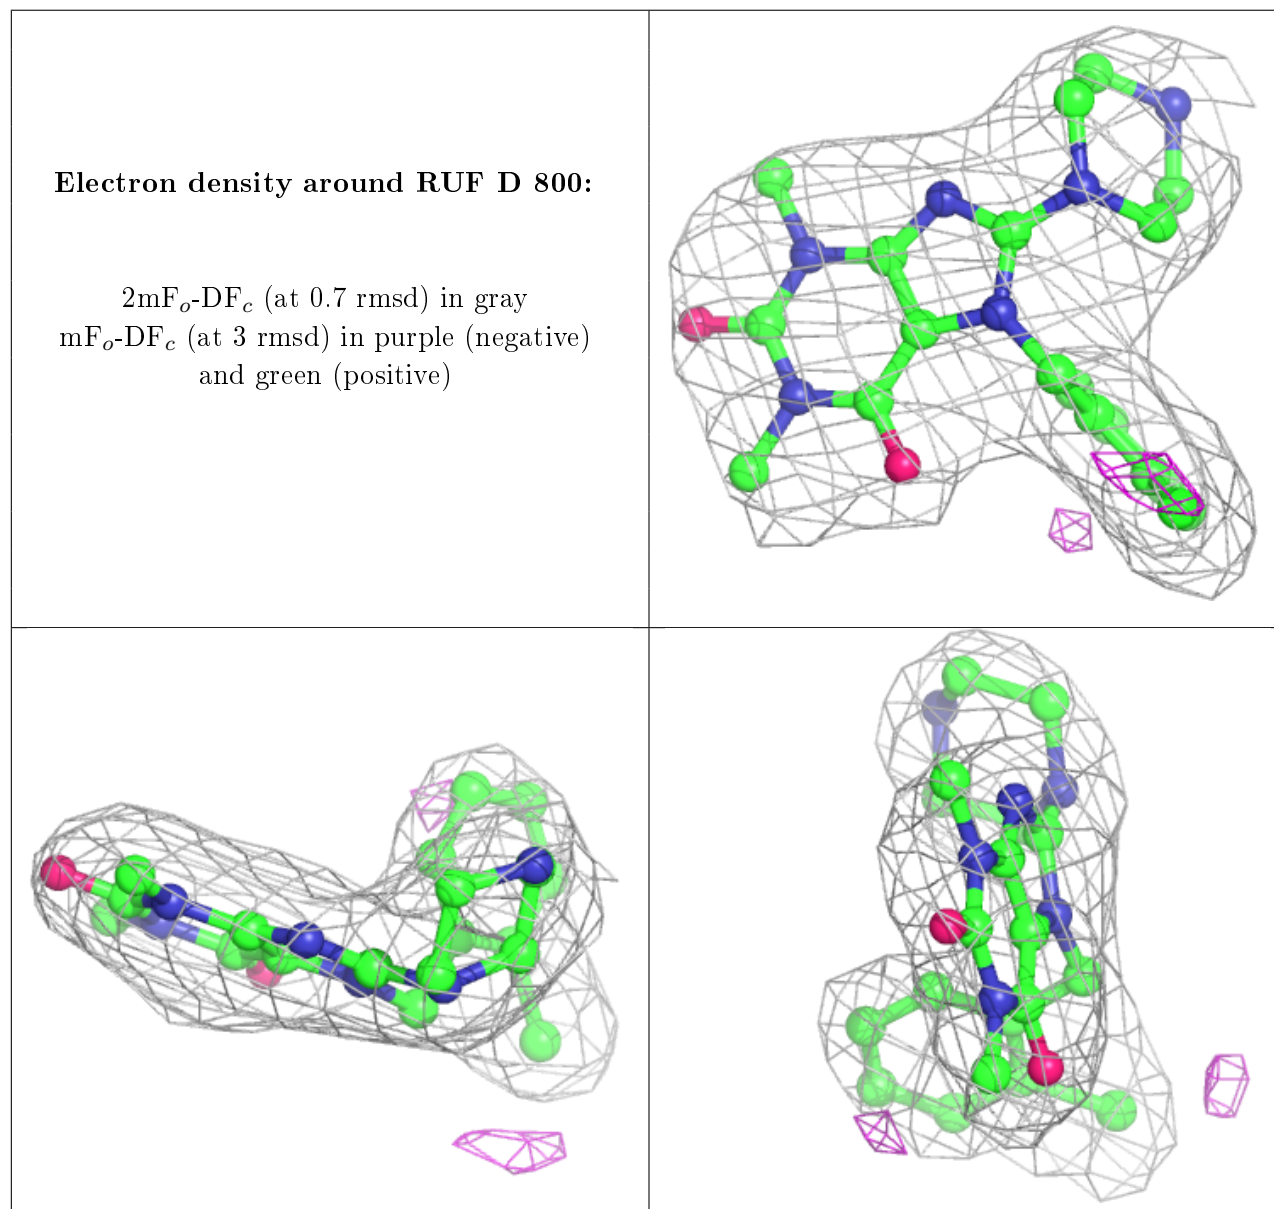 Electron density around RUF D 800:
2mFo-DFc (at 0.7 rmsd) in gray
mFo-DFc (at 3 rmsd) in purple (negative)
and green (positive)